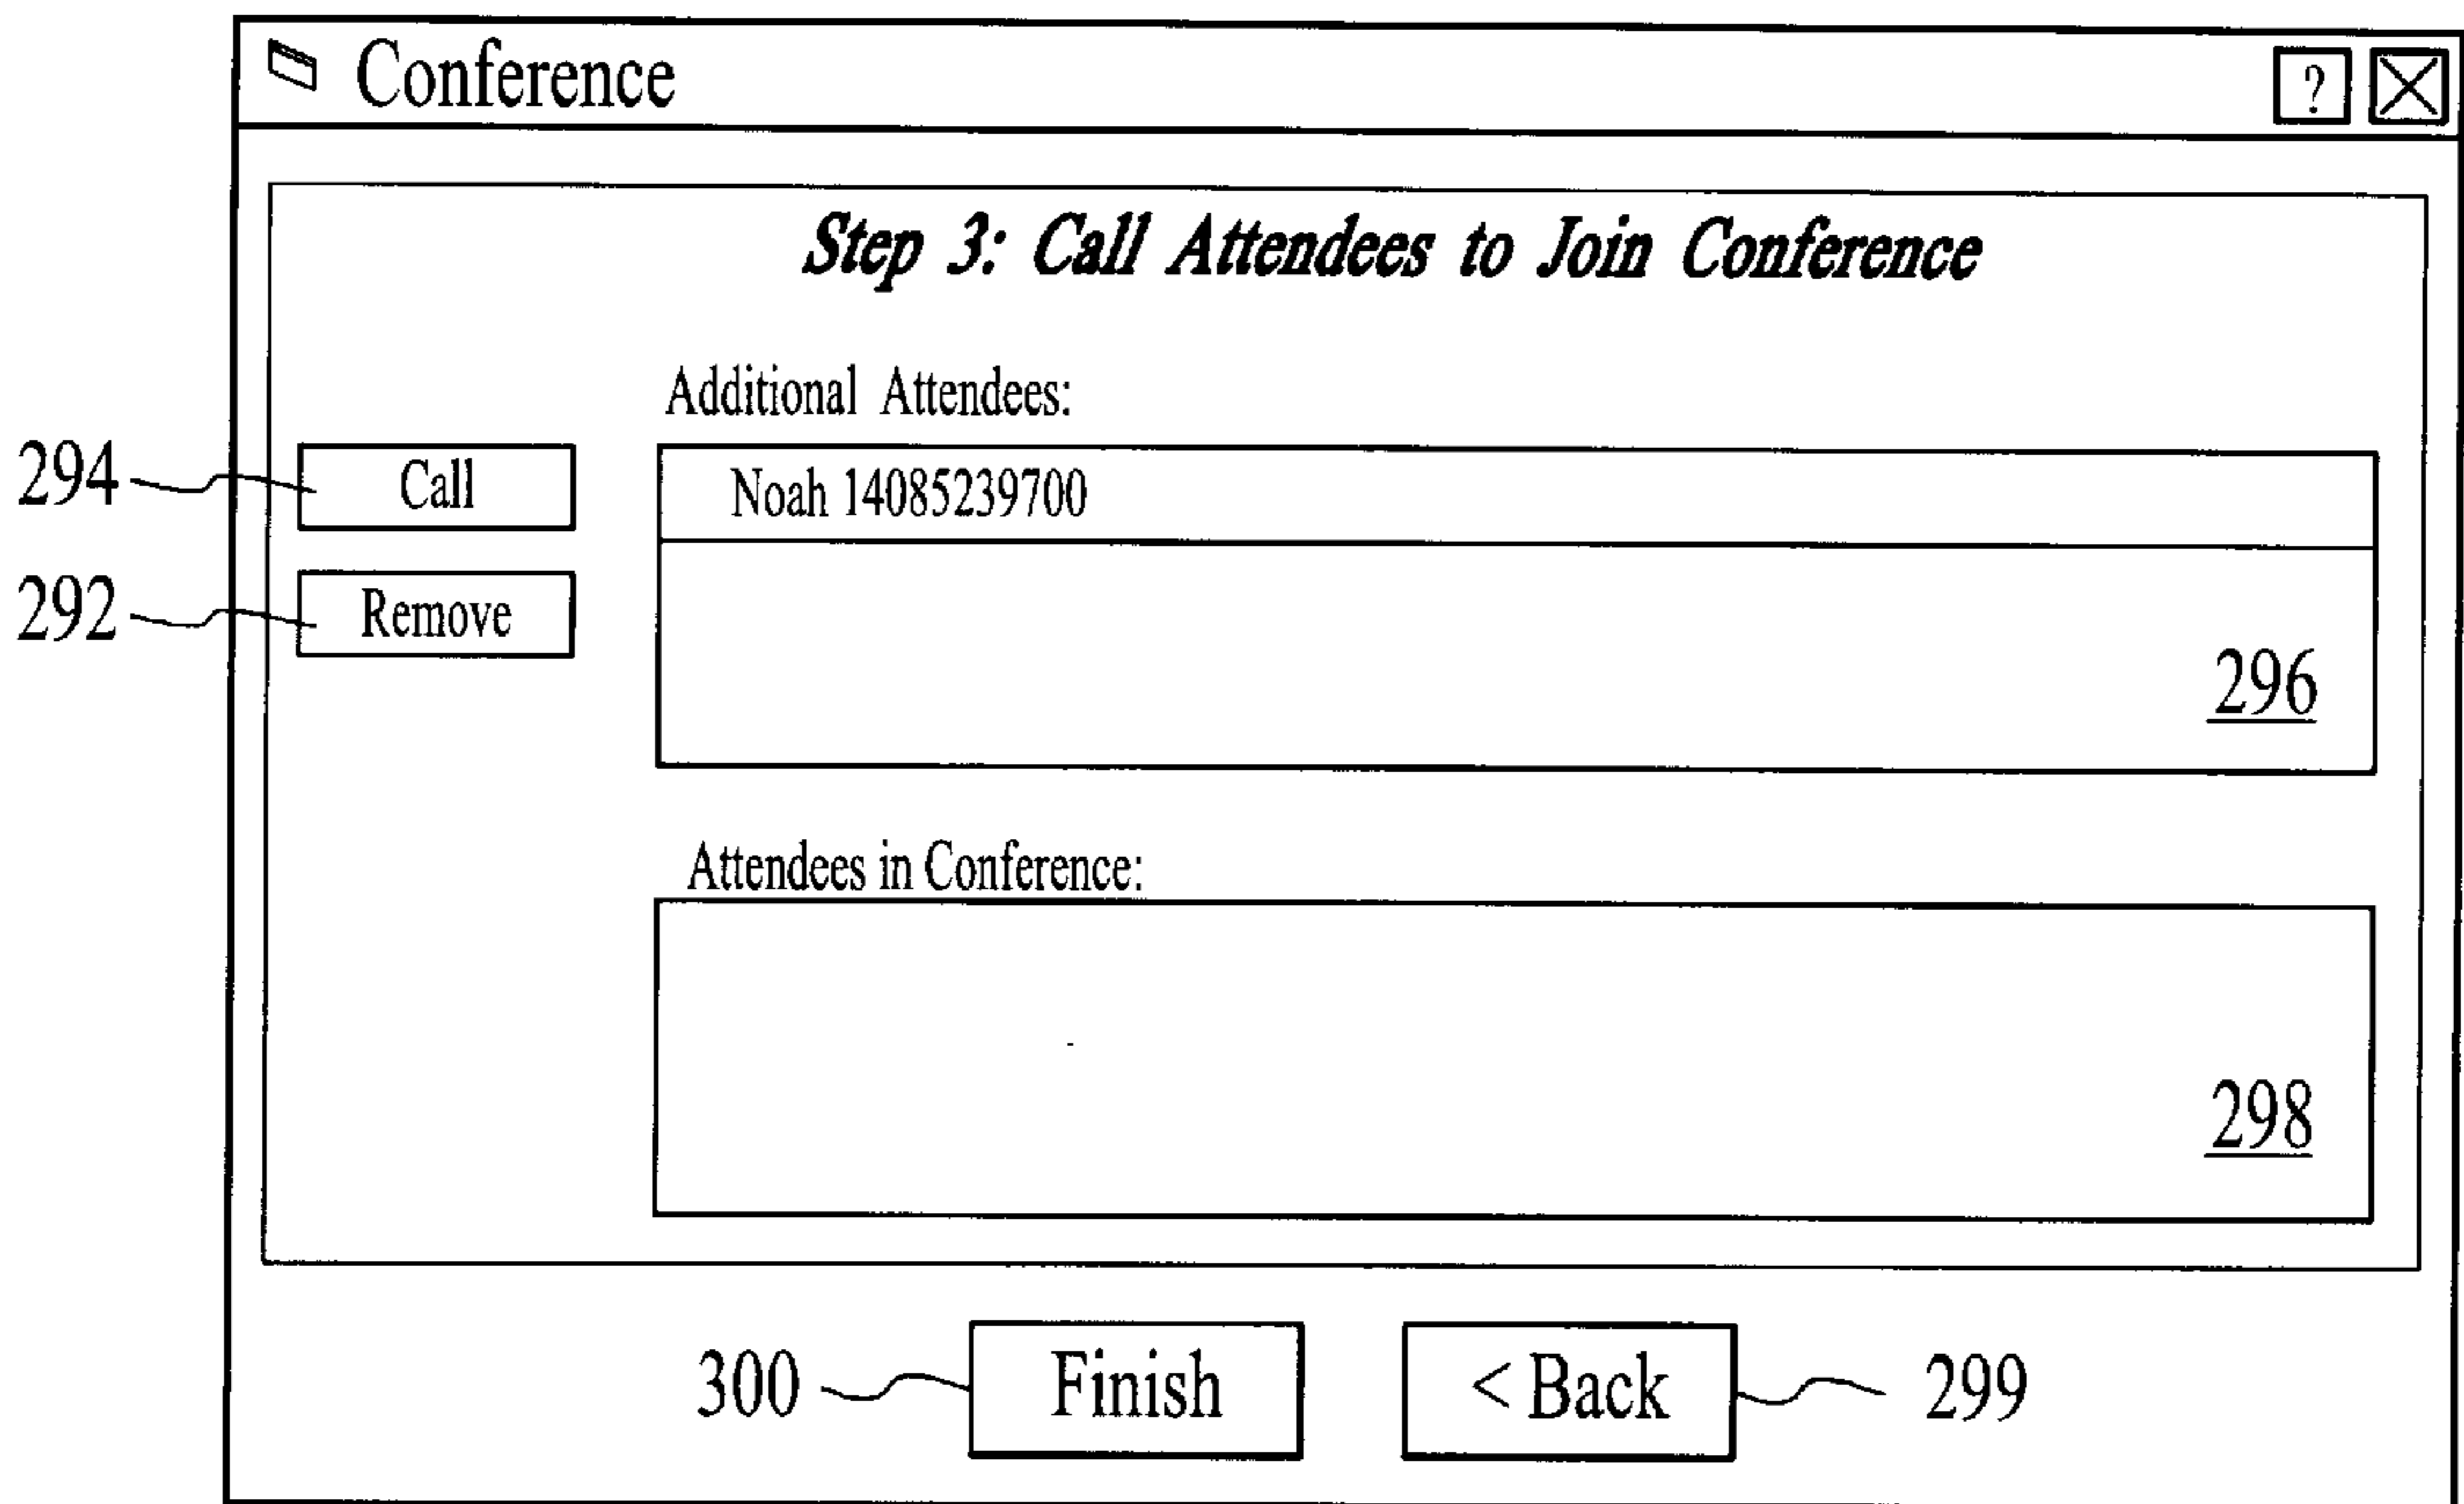 Conference
?
Step 3: Call Attendees to Join Conference
Additional Attendees:
294
Call
Noah 14085239700
292
Remove
296
Attendees in Conference:
298
300
Finish
< Back
299